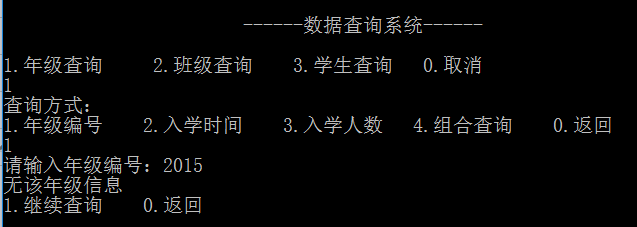 ------数据查询系统------
1.年级查询 2.班级查询 3.学生查询 0.取消
1
查询方式：
1.年级编号 2.入学时间 3.入学人数 4.组合查询 0.返回
1
请输入年级编号：2015
无该年级信息
1.继续查询 0.返回